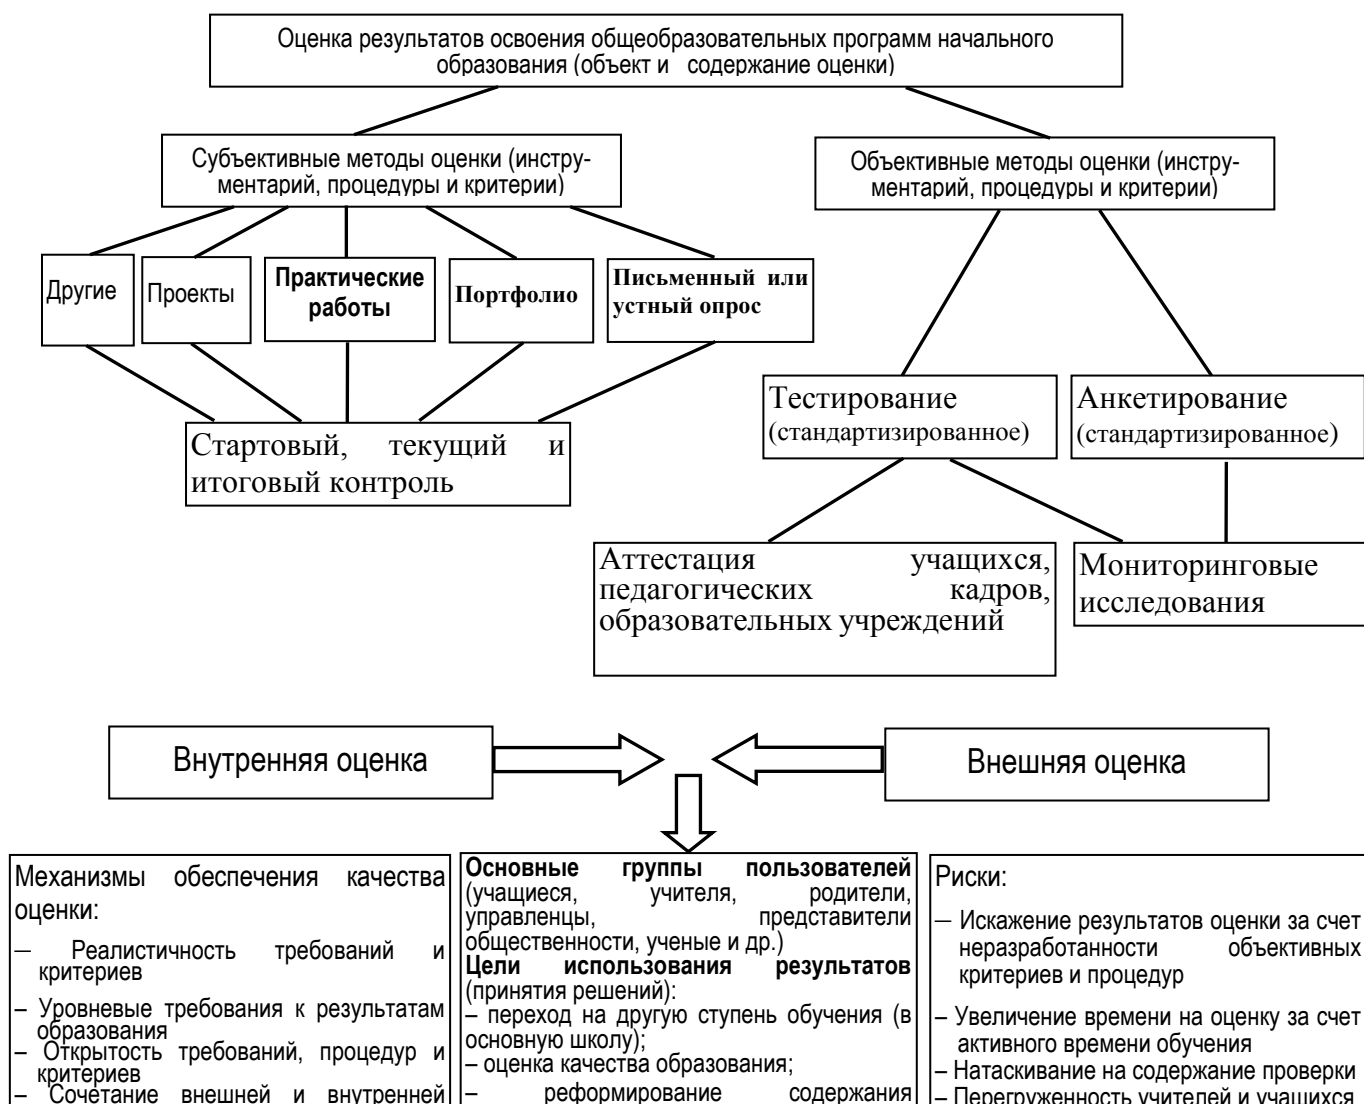 Оценка результатов освоения общеобразовательных программ начального
образования (объект и содержание оценки)
Субъективные методы оценки (инстру-
ментарий, процедуры и критерии)
Объективные методы оценки (инстру-
ментарий, процедуры и критерии)
Другие
Проекты
Практические
работы
Портфолио
Письменный или
устный опрос
Тестирование
(стандартизированное)
Анкетирование
(стандартизированное)
Стартовый, текущий и
итоговый контроль
Аттестация учащихся,
педагогических кадров,
образовательных учреждений
Мониторинговые
исследования
Внутренняя оценка
Внешняя оценка
Механизмы обеспечения качества
оценки:
– Реалистичность требований и
критериев
– Уровневые требования к результатам
образования
– Открытость требований, процедур и
критериев
– Сочетание внешней и внутренней
Основные группы пользователей
(учащиеся, учителя, родители,
управленцы, представители
общественности, ученые и др.)
Цели использования результатов
(принятия решений):
– переход на другую ступень обучения (в
основную школу);
– оценка качества образования;
– реформирование содержания
Риски:
– Искажение результатов оценки за счет
неразработанности объективных
критериев и процедур
– Увеличение времени на оценку за счет
активного времени обучения
– Натаскивание на содержание проверки
– Перегруженность учителей и учащихся